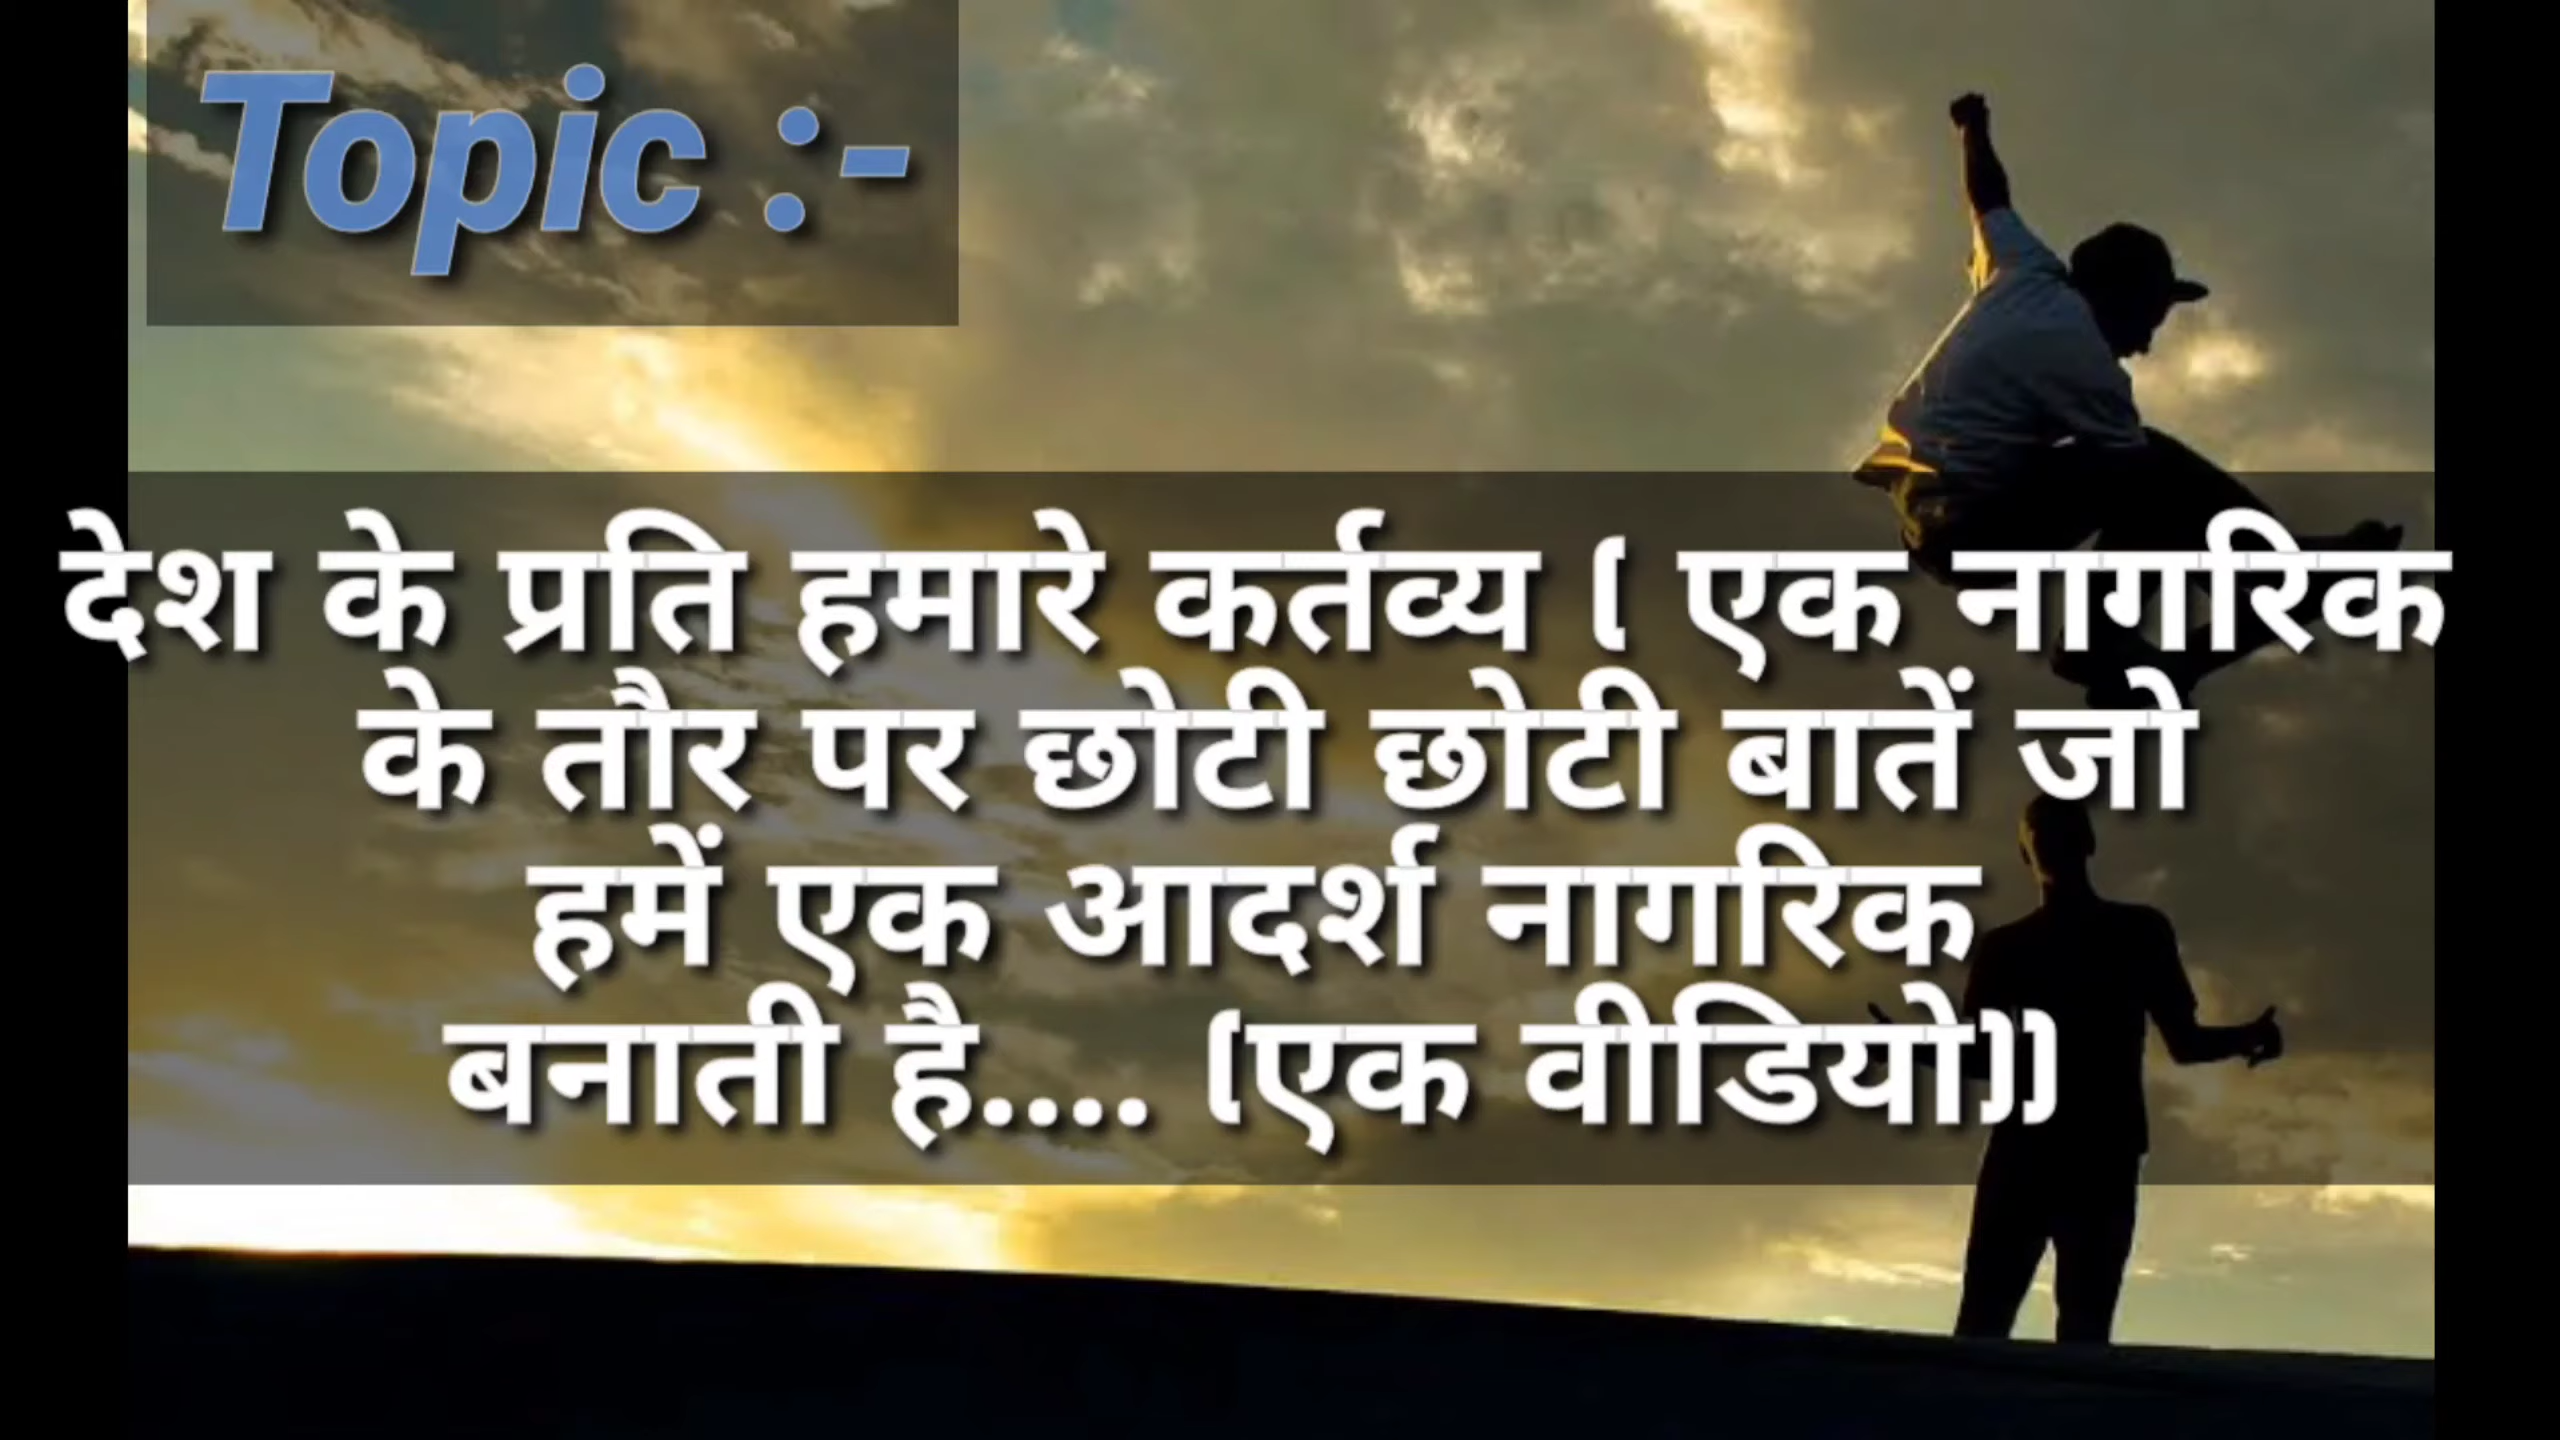 Topic :-
देश के प्रति हमारे कर्तव्य ( एक नागरिक
के तौर पर छोटी छोटी बातें जो
हमें एक आदर्श नागरिक
बनाती है.... (एक वीडियो))